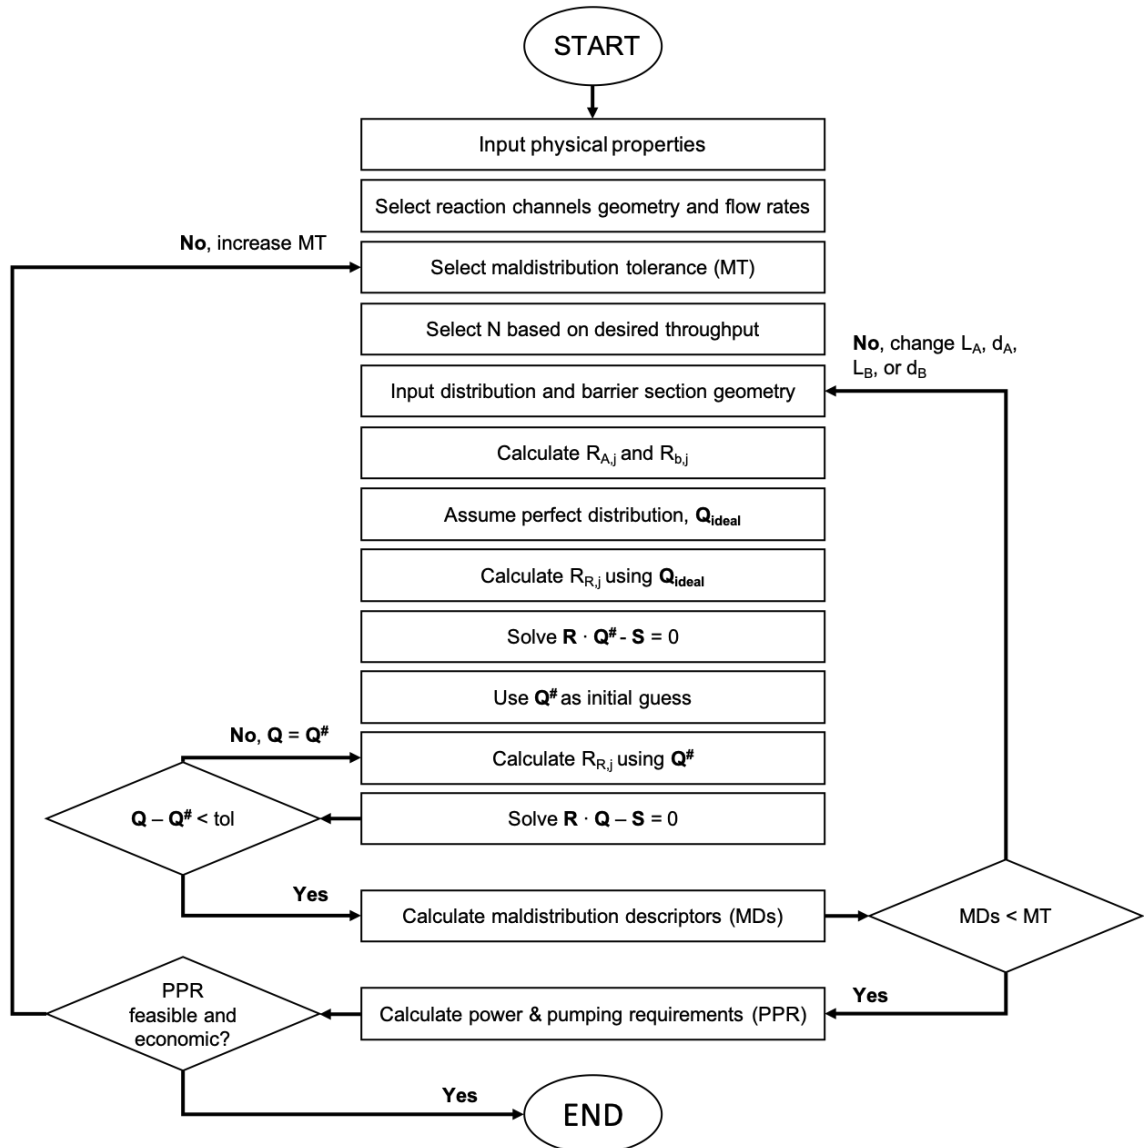 START
Input physical properties
Select reaction channels geometry and flow rates
No, increase MT
Select maldistribution tolerance (MT)
Select N based on desired throughput
No, change L_A, d_A,
L_B, or d_B
Input distribution and barrier section geometry
Calculate R_A,j and R_b,j
Assume perfect distribution, Q_ideal
Calculate R_R,j using Q_ideal
Solve R · Q^# - S = 0
Use Q^# as initial guess
No, Q = Q^#
Calculate R_R,j using Q^#
Q – Q^# < tol
Solve R · Q – S = 0
Yes
Calculate maldistribution descriptors (MDs)
MDs < MT
PPR
feasible and
economic?
Calculate power & pumping requirements (PPR)
Yes
Yes
END